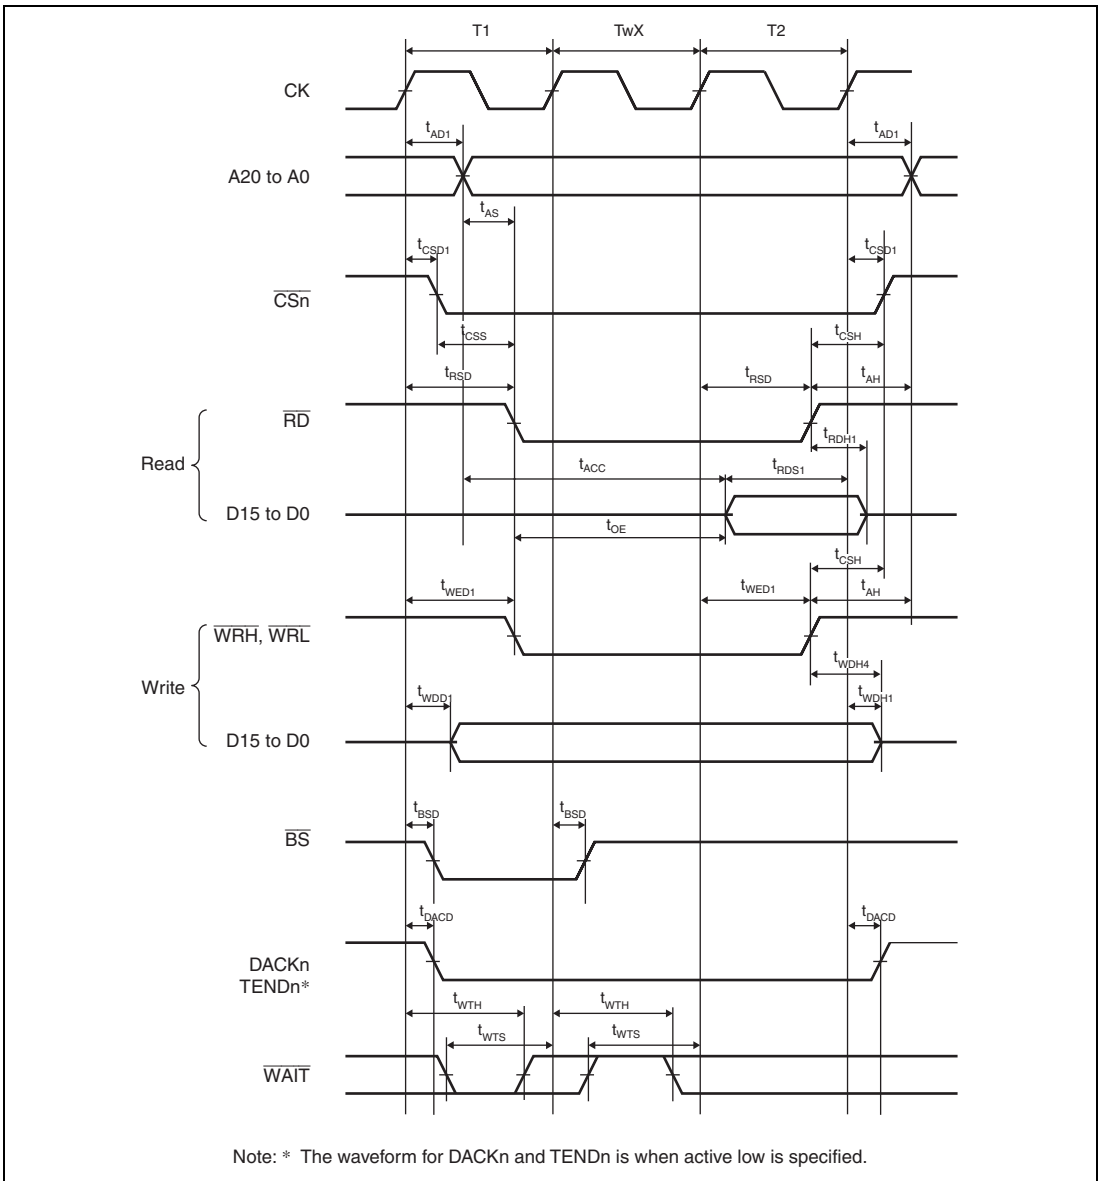 T1 TwX T2
CK
tAD1 tAD1
A20 to A0
tAS
tCSD1 tCSD1
CSn
tCSS tCSH
tRSD tRSD tAH
RD
tRDH1
Read
tACC tRDS1
D15 to D0
tOE
tCSH
tWED1 tWED1 tAH
WRH, WRL
tWDH4
Write
tWDD1 tWDH1
D15 to D0
tBSD tBSD
BS
tDACD tDACD
DACKn
TENDn*
tWTH tWTH
tWTS tWTS
WAIT
Note: * The waveform for DACKn and TENDn is when active low is specified.